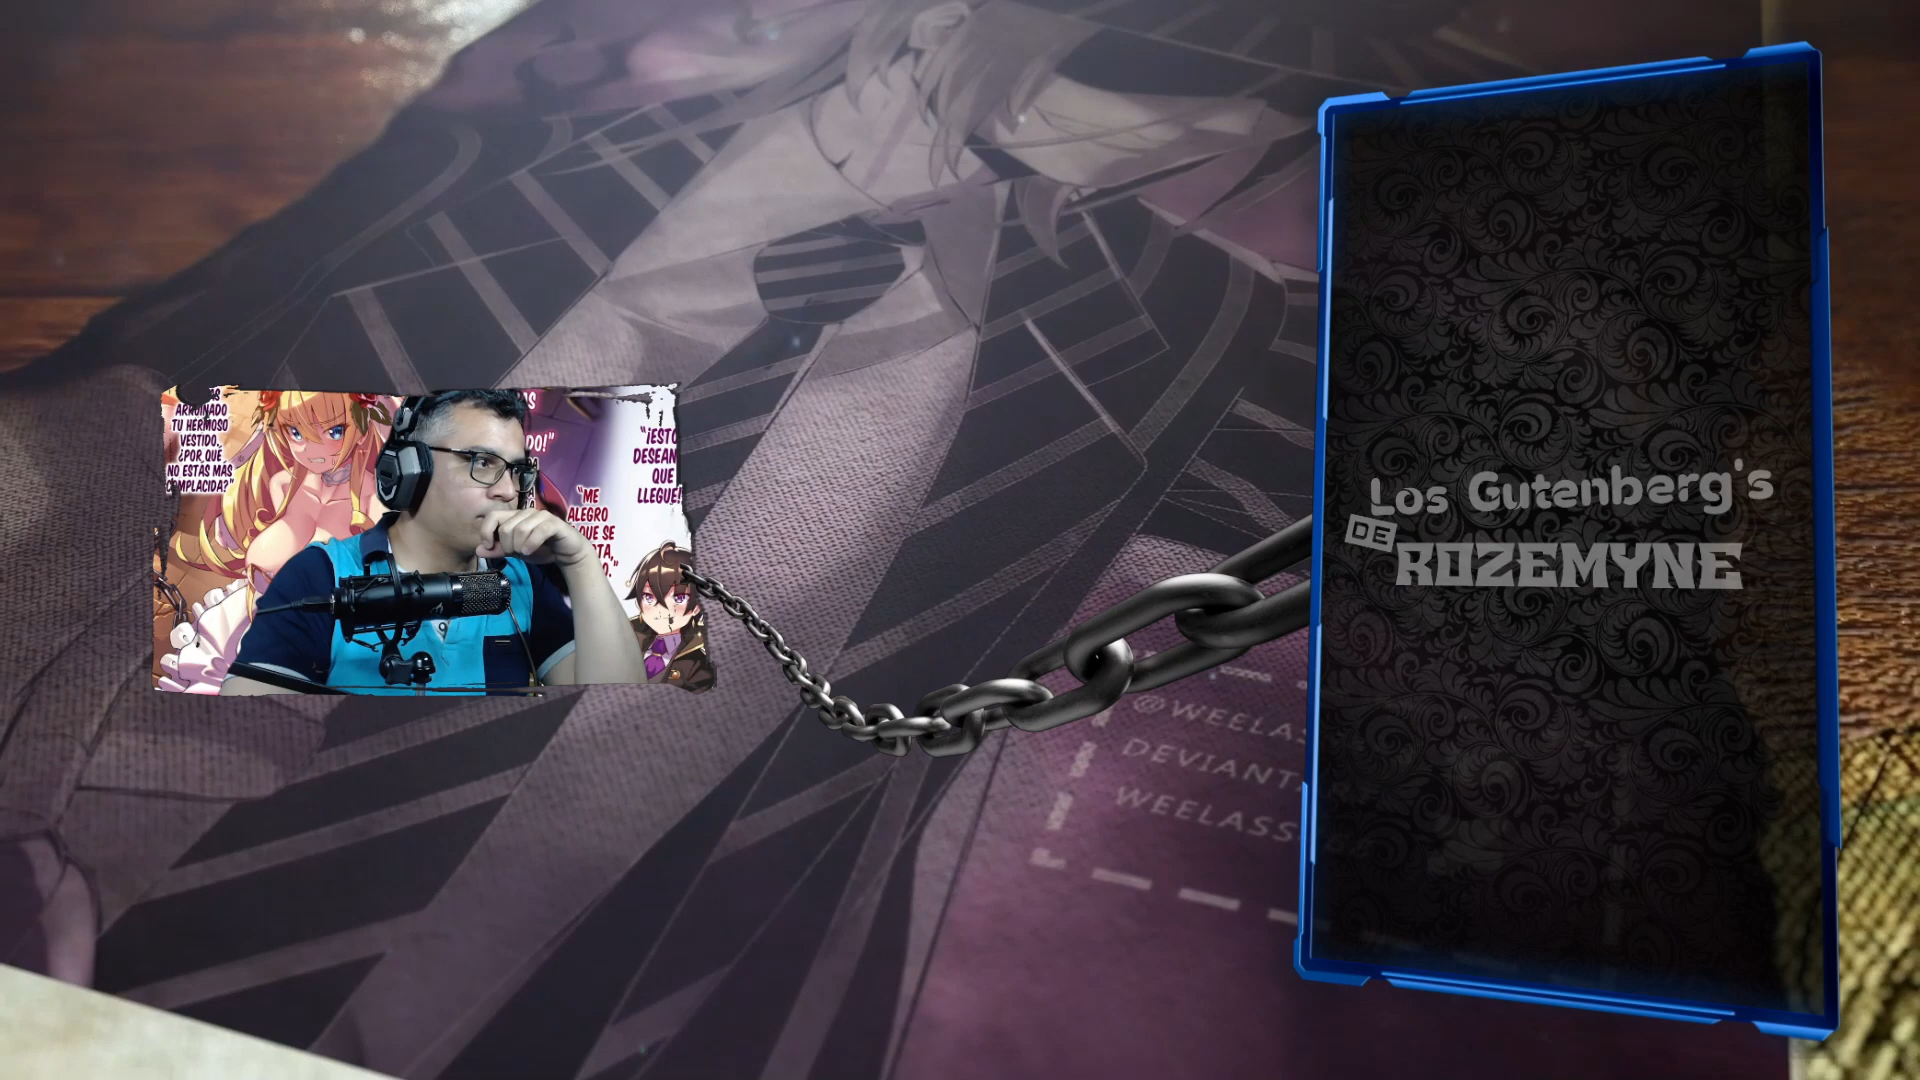 ARRUINADO
TU HERMOSO
VESTIDO.
¿POR QUÉ
NO ESTÁS MÁS
COMPLACIDA?"
DO!"
"¡ESTO
DESEAN
QUE
LLEGUE!
"ME
ALEGRO
QUE SE
Los Gutenberg's
DE
ROZEMYNE
@WEELAS
DEVIANT
WEELASS